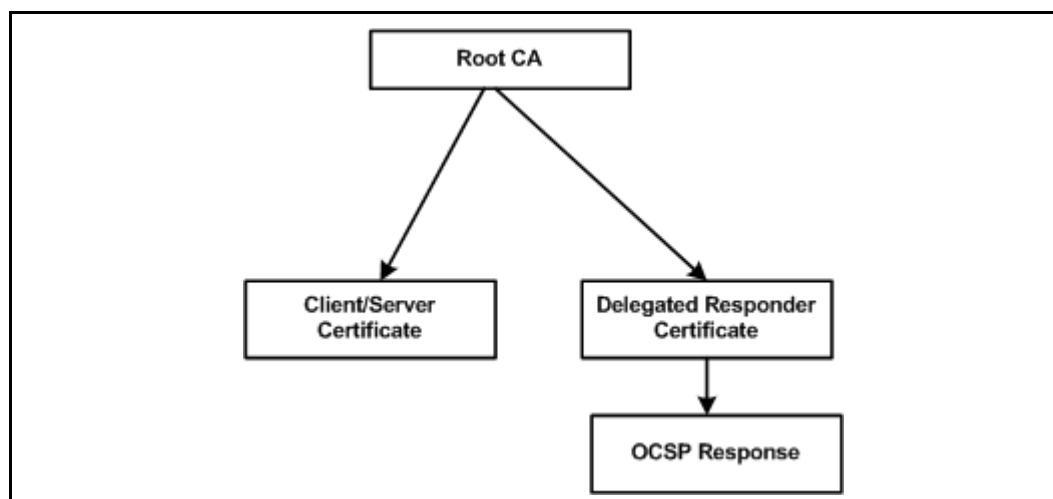 Root CA
Client/Server
Certificate
Delegated Responder
Certificate
OCSP Response